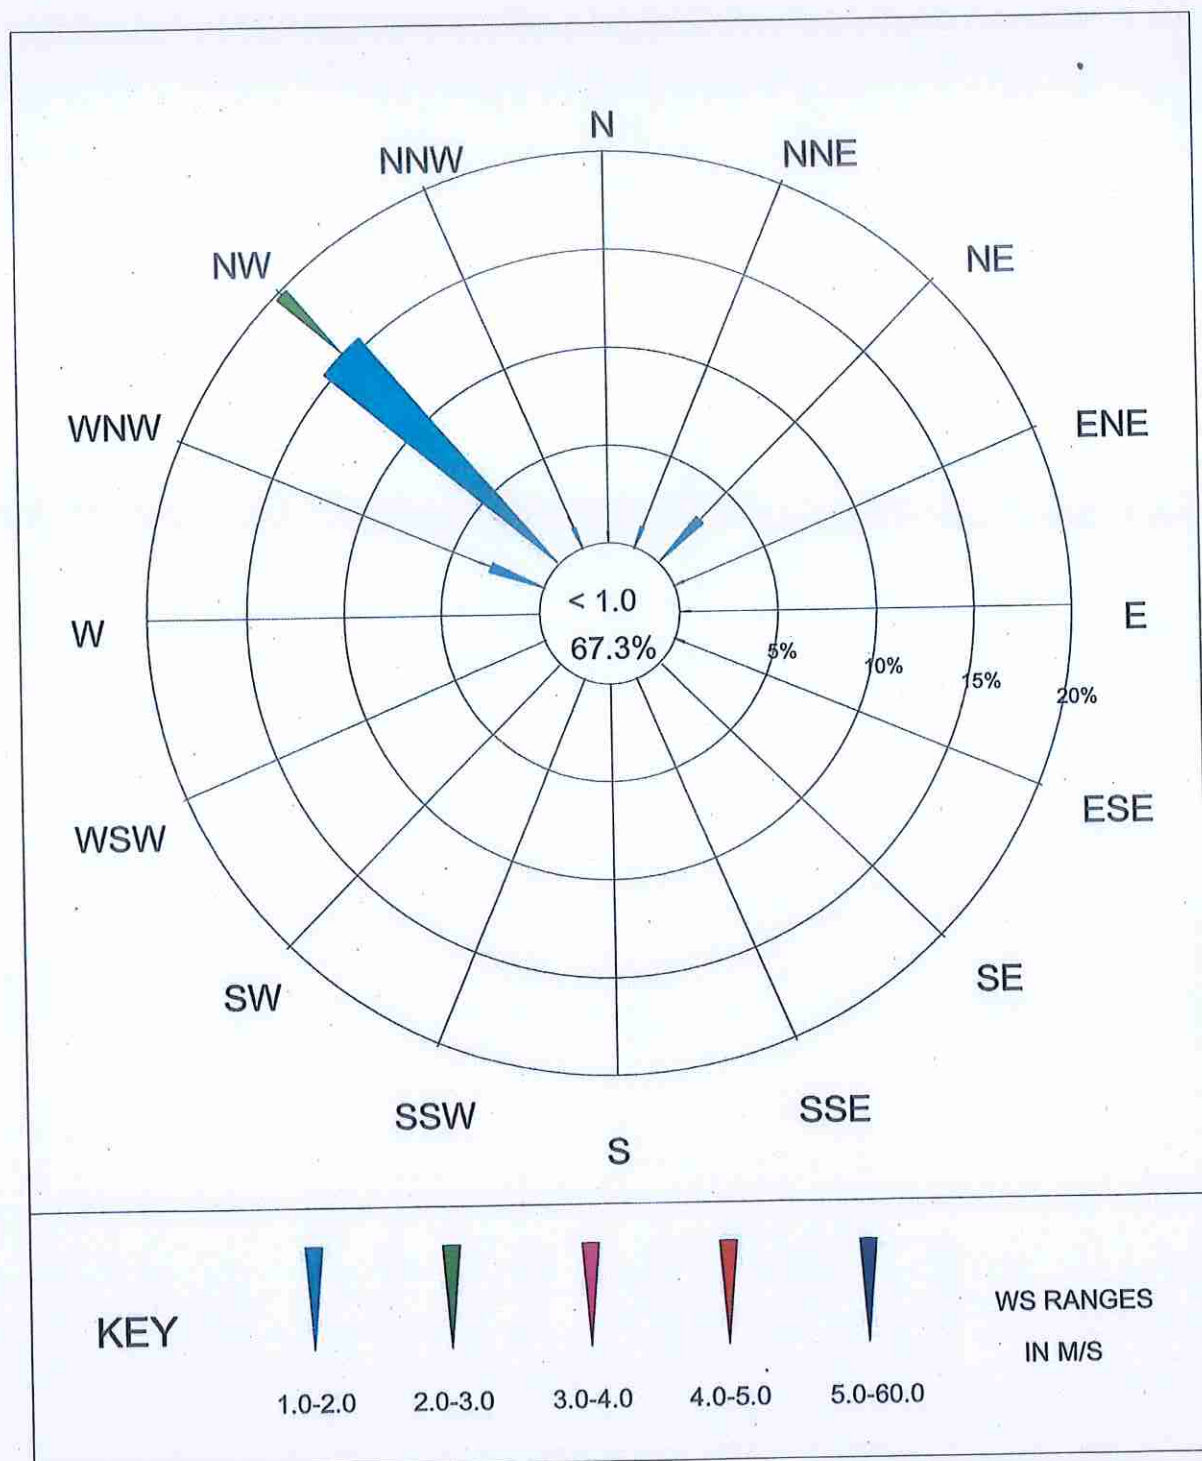 N
NNW
NNE
NW
NE
WNW
ENE
< 1.0
W
E
67.3%
5%
10%
15%
20%
WSW
ESE
SW
SE
SSW
SSE
S
KEY
WS RANGES
IN M/S
1.0-2.0
2.0-3.0
3.0-4.0
4.0-5.0
5.0-60.0